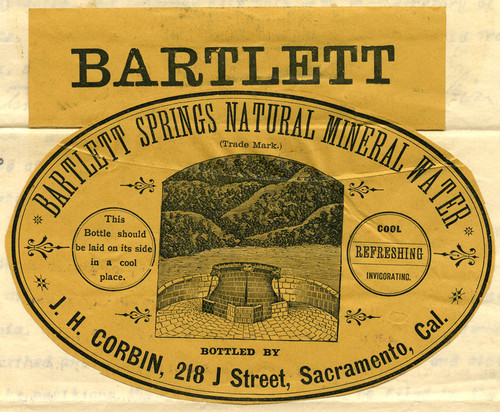 BARTLETT
BARTLETT SPRINGS NATURAL MINERAL WATER
(Trade Mark.)
This
Bottle should
be laid on its side
in a cool
place.
COOL
REFRESHING
INVIGORATING.
BOTTLED BY
J. H. CORBIN, 218 J Street, Sacramento, Cal.